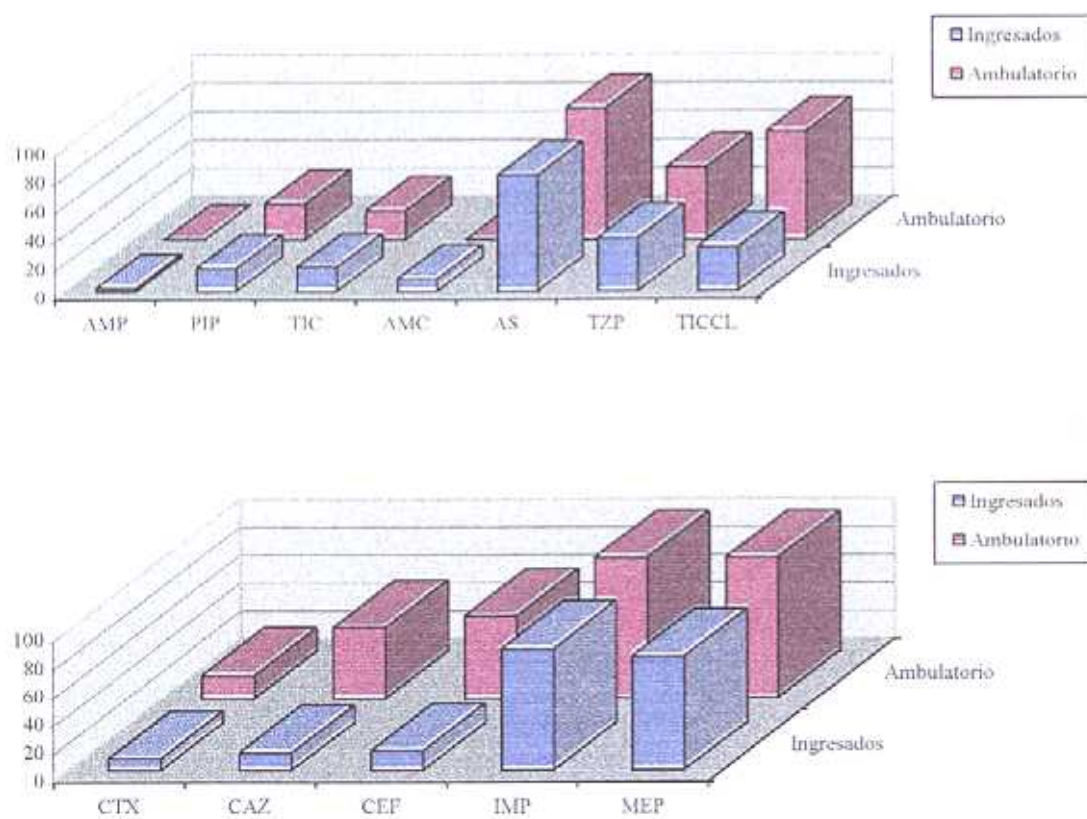 Ingresados
Ambulatorio
100
80
60
40
20
0
Ambulatorio
Ingresados
AMP PIP TIC AMC AS TZP TICCL
Ingresados
Ambulatorio
100
80
60
40
20
0
Ambulatorio
Ingresados
CTX CAZ CEF IMP MEP